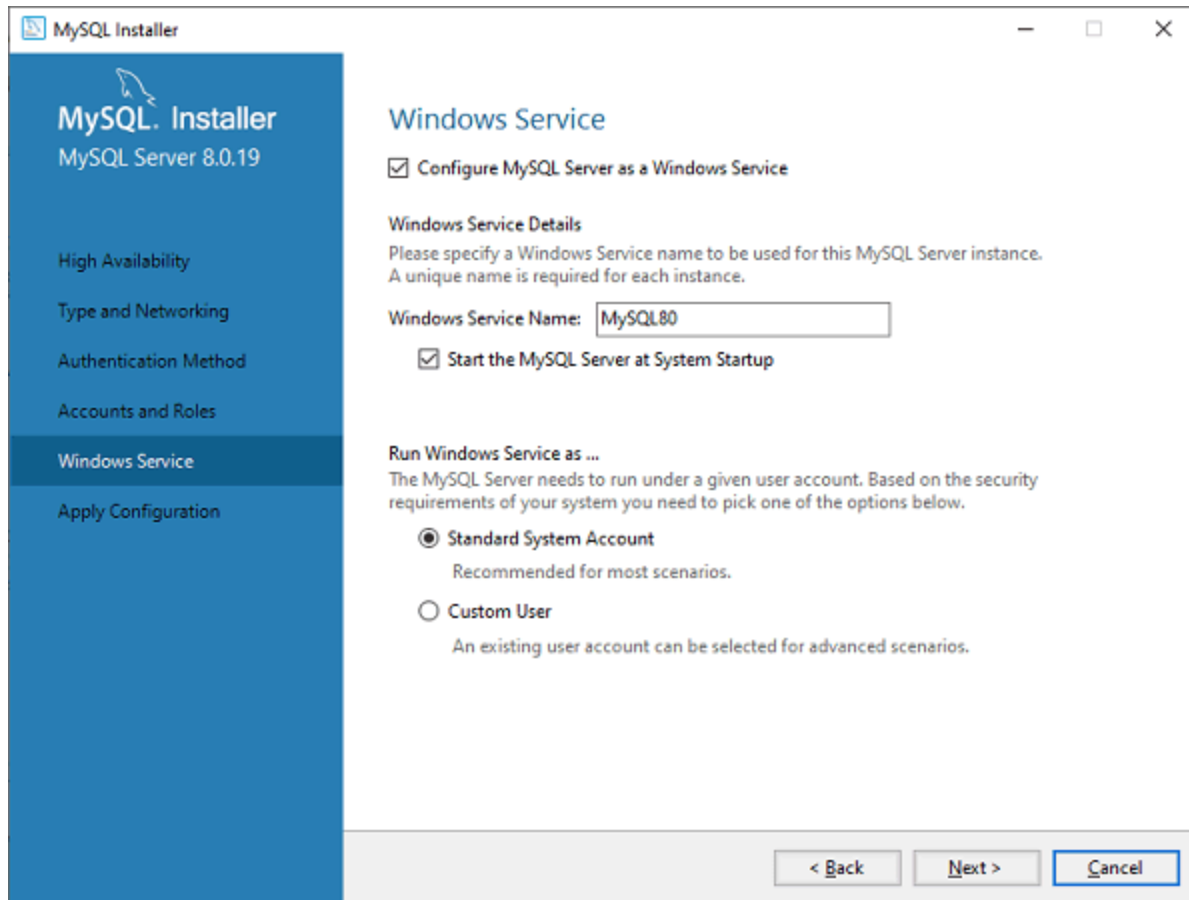 MySQL Installer
MySQL. Installer
MySQL Server 8.0.19
High Availability
Type and Networking
Authentication Method
Accounts and Roles
Windows Service
Apply Configuration
Windows Service
Configure MySQL Server as a Windows Service
Windows Service Details
Please specify a Windows Service name to be used for this MySQL Server instance.
A unique name is required for each instance.
Windows Service Name: MySQL80
Start the MySQL Server at System Startup
Run Windows Service as ...
The MySQL Server needs to run under a given user account. Based on the security
requirements of your system you need to pick one of the options below.
Standard System Account
Recommended for most scenarios.
Custom User
An existing user account can be selected for advanced scenarios.
< Back Next > Cancel